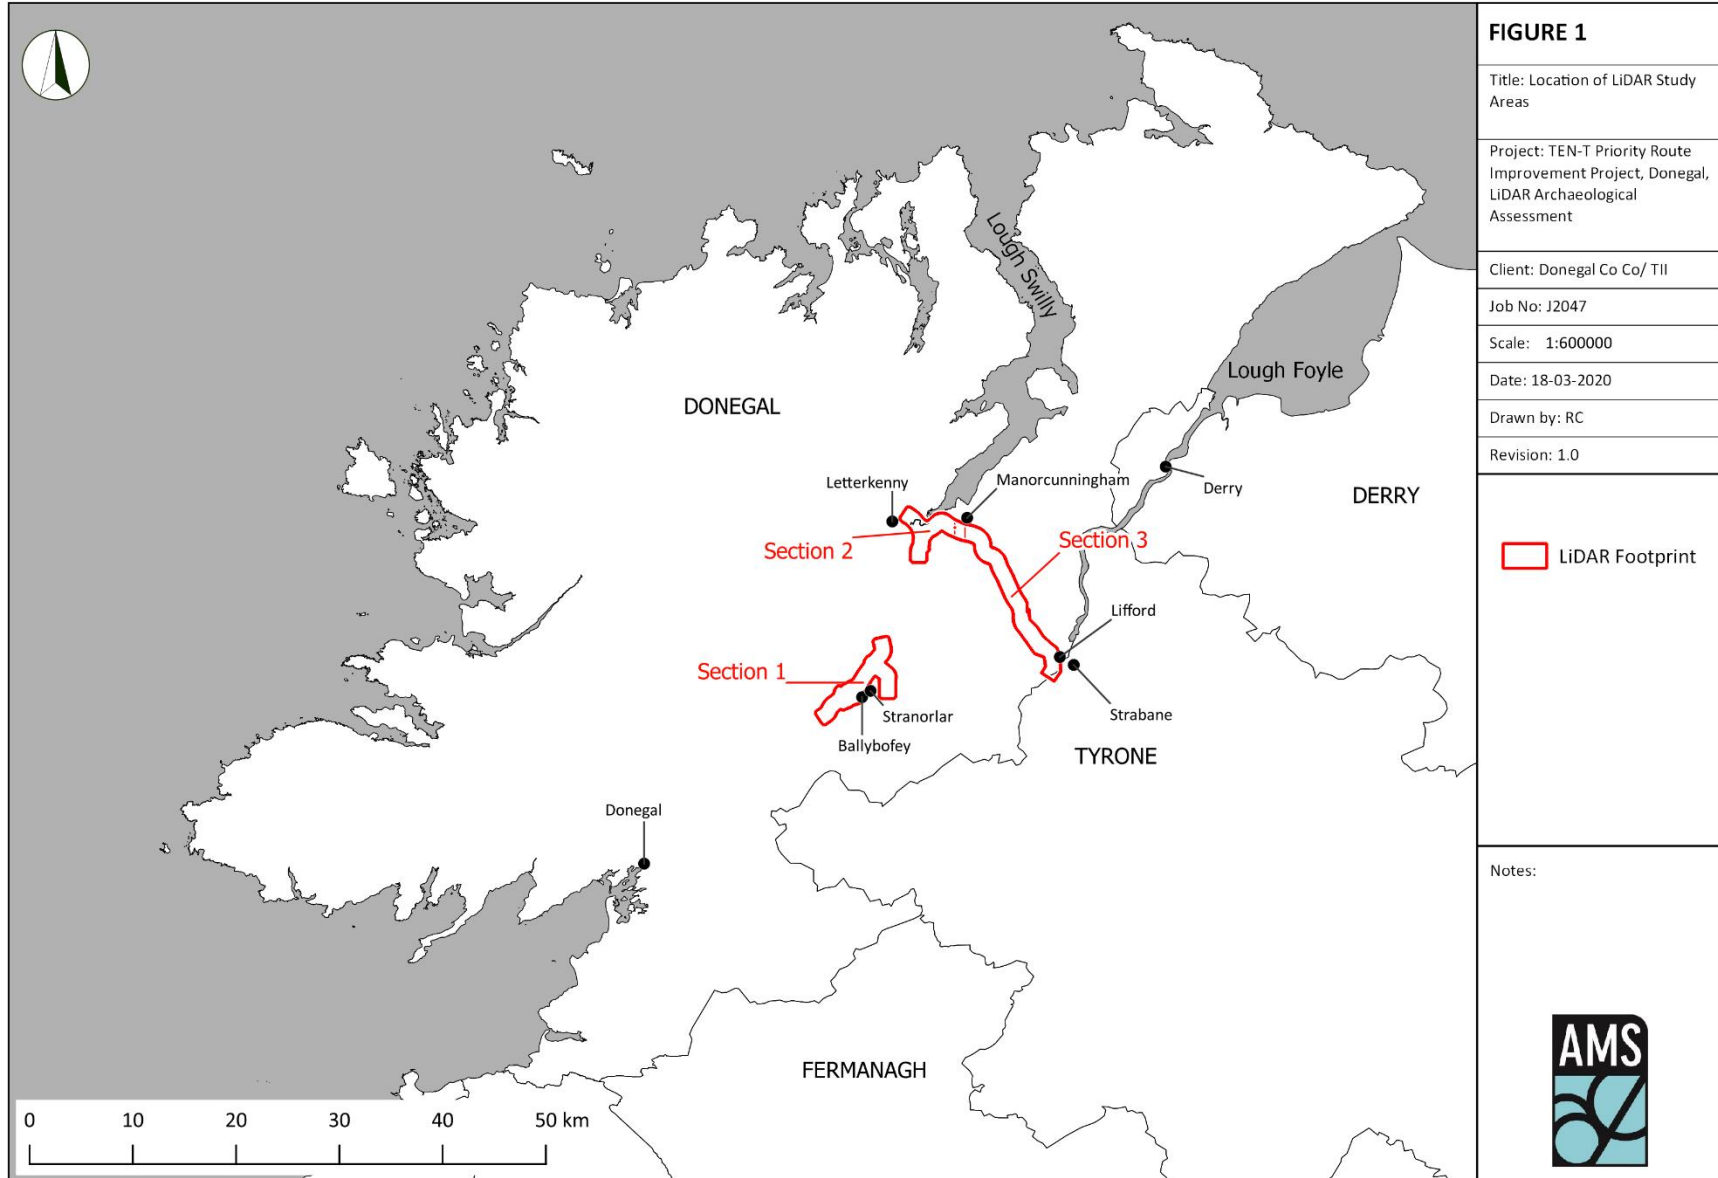 FIGURE 1
Title: Location of LiDAR Study
Areas
Project: TEN-T Priority Route
Improvement Project, Donegal,
LiDAR Archaeological
Assessment
Client: Donegal Co Co/ TII
Job No: J2047
Scale: 1:600000
Date: 18-03-2020
Drawn by: RC
Revision: 1.0
LiDAR Footprint
Notes:
AMS
Lough Swilly
Lough Foyle
DONEGAL
Letterkenny
Manorcunningham
Derry
DERRY
Section 2
Section 3
Lifford
Section 1
Stranorlar
Strabane
Ballybofey
TYRONE
Donegal
FERMANAGH
0 10 20 30 40 50 km